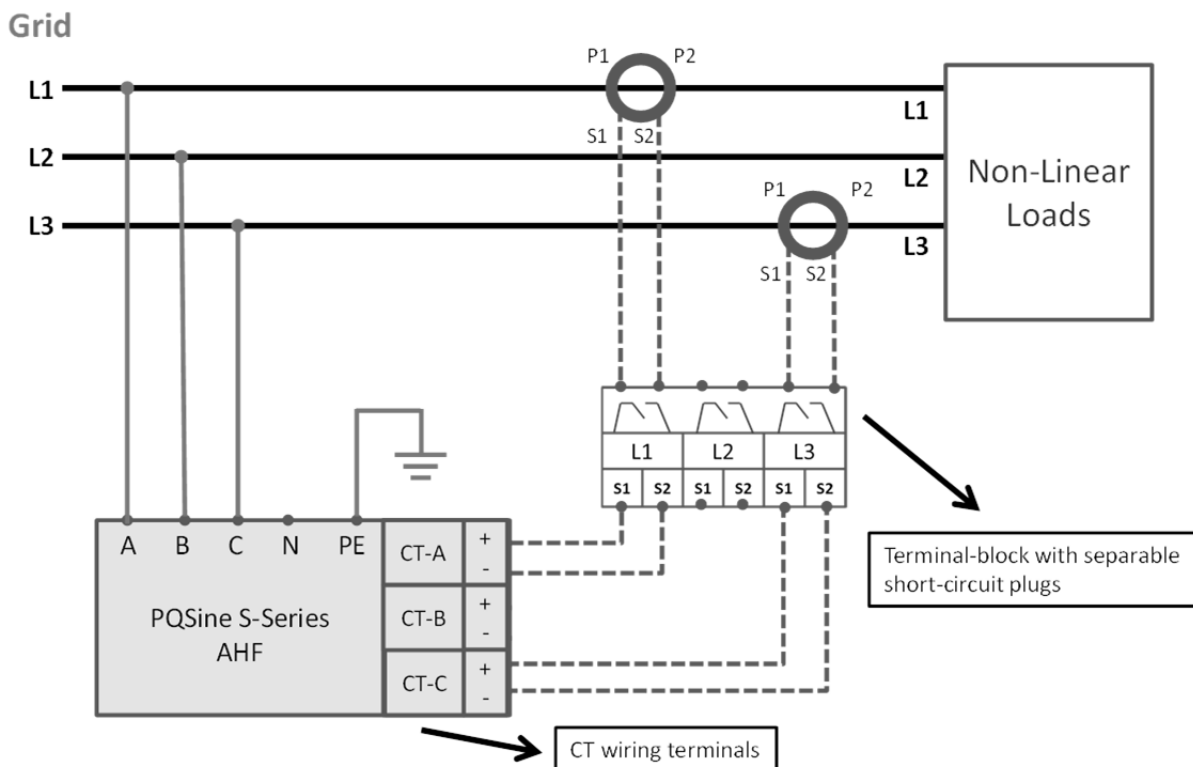 Grid
P1 P2
L1 L1
S1 S2
L2 L2
P1 P2
L3 L3
S1 S2
Non-Linear
Loads
L1 L2 L3
S1 S2 S1 S2 S1 S2
A B C N PE
CT-A + -
CT-B + -
CT-C + -
PQSine S-Series
AHF
Terminal-block with separable
short-circuit plugs
CT wiring terminals